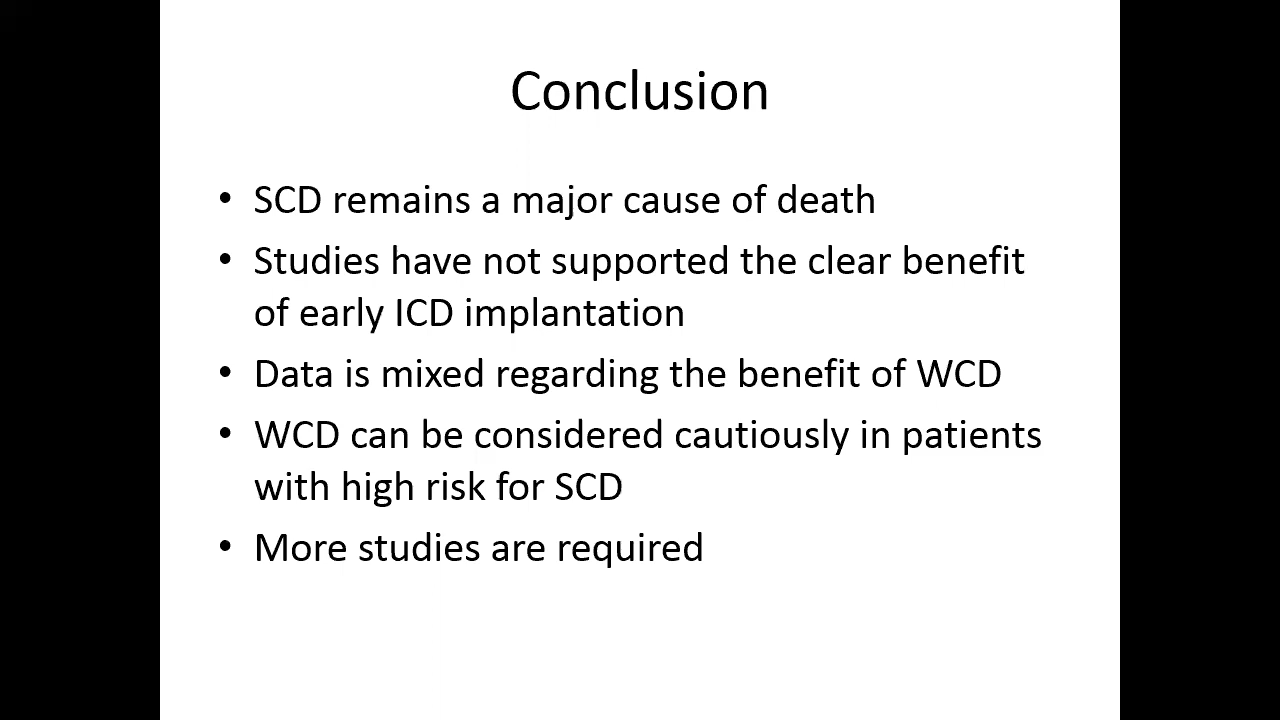 Conclusion
• SCD remains a major cause of death
• Studies have not supported the clear benefit
of early ICD implantation
• Data is mixed regarding the benefit of WCD
• WCD can be considered cautiously in patients
with high risk for SCD
• More studies are required